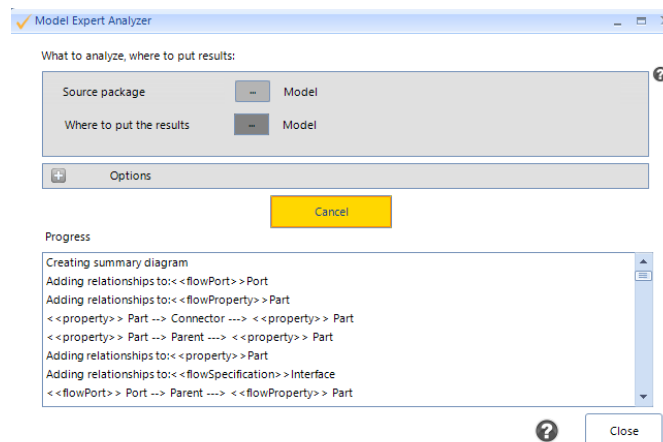 Model Expert Analyzer
What to analyze, where to put results:
Source package ... Model
Where to put the results ... Model
Options
Cancel
Progress
Creating summary diagram
Adding relationships to:<<flowPort>>Port
Adding relationships to:<<flowProperty>>Part
<<property>> Part --> Connector ---> <<property>> Part
<<property>> Part --> Parent ---> <<property>> Part
Adding relationships to:<<property>>Part
Adding relationships to:<<flowSpecification>>Interface
<<flowPort>> Port --> Parent ---> <<flowProperty>> Part
Close